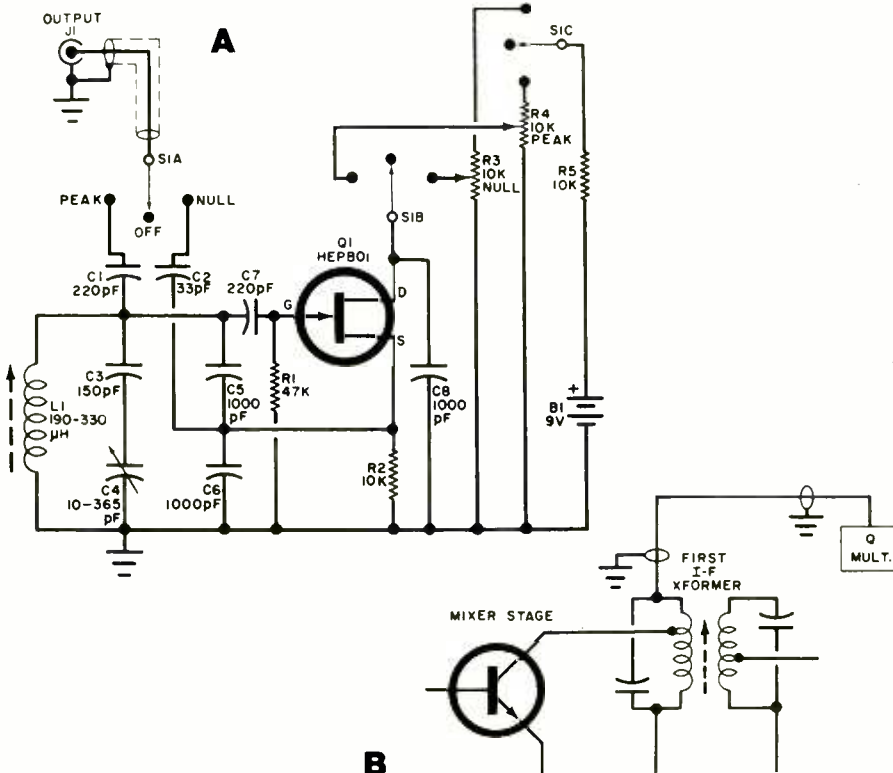 OUTPUT
J1
A
S1A
PEAK
NULL
OFF
C1
220pF
C2
33pF
C7
220pF
Q1
HEP801
G
D
S
S1B
S1C
R4
10K
PEAK
R3
10K
NULL
R5
10K
L1
190-330
µH
C3
150pF
C5
1000
pF
R1
47K
C8
1000
pF
+
B1
9V
C4
10-365
pF
C6
1000pF
R2
10K
FIRST
I-F
XFORMER
Q
MULT.
MIXER STAGE
B